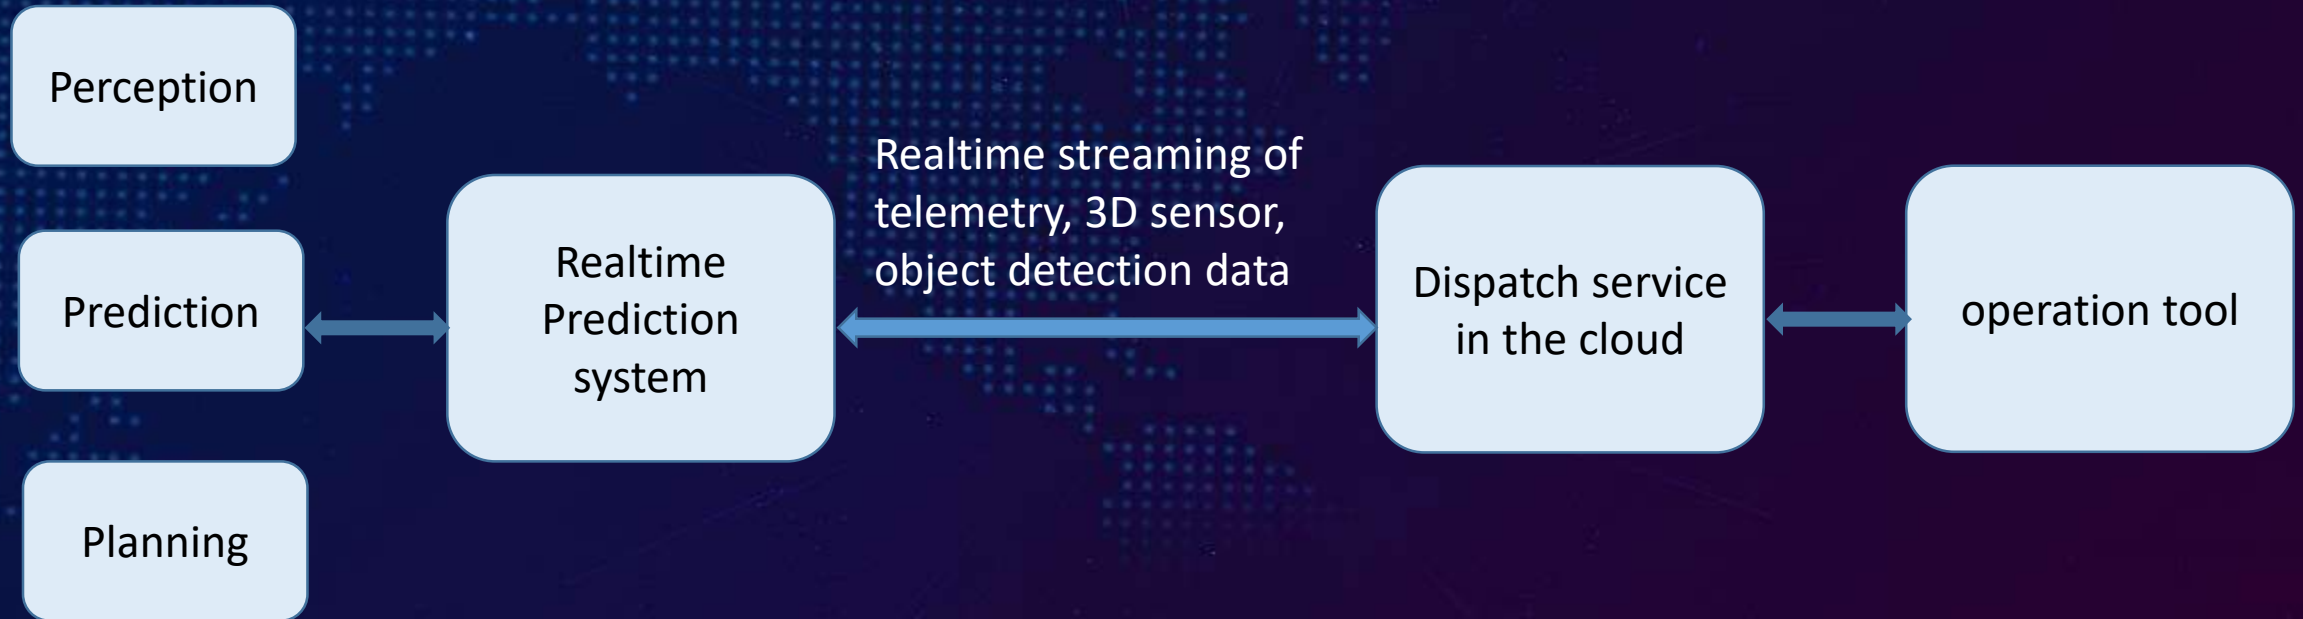 Perception
Prediction
Planning
Realtime
Prediction
system
Realtime streaming of
telemetry, 3D sensor,
object detection data
Dispatch service
in the cloud
operation tool